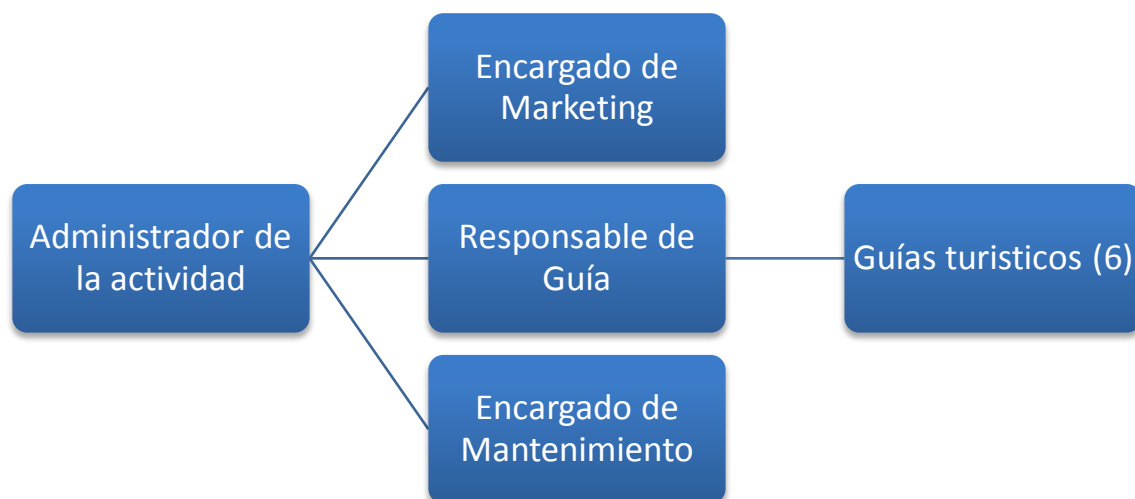 Encargado de
Marketing
Administrador de
la actividad
Responsable de
Guía
Guías turisticos (6)
Encargado de
Mantenimiento